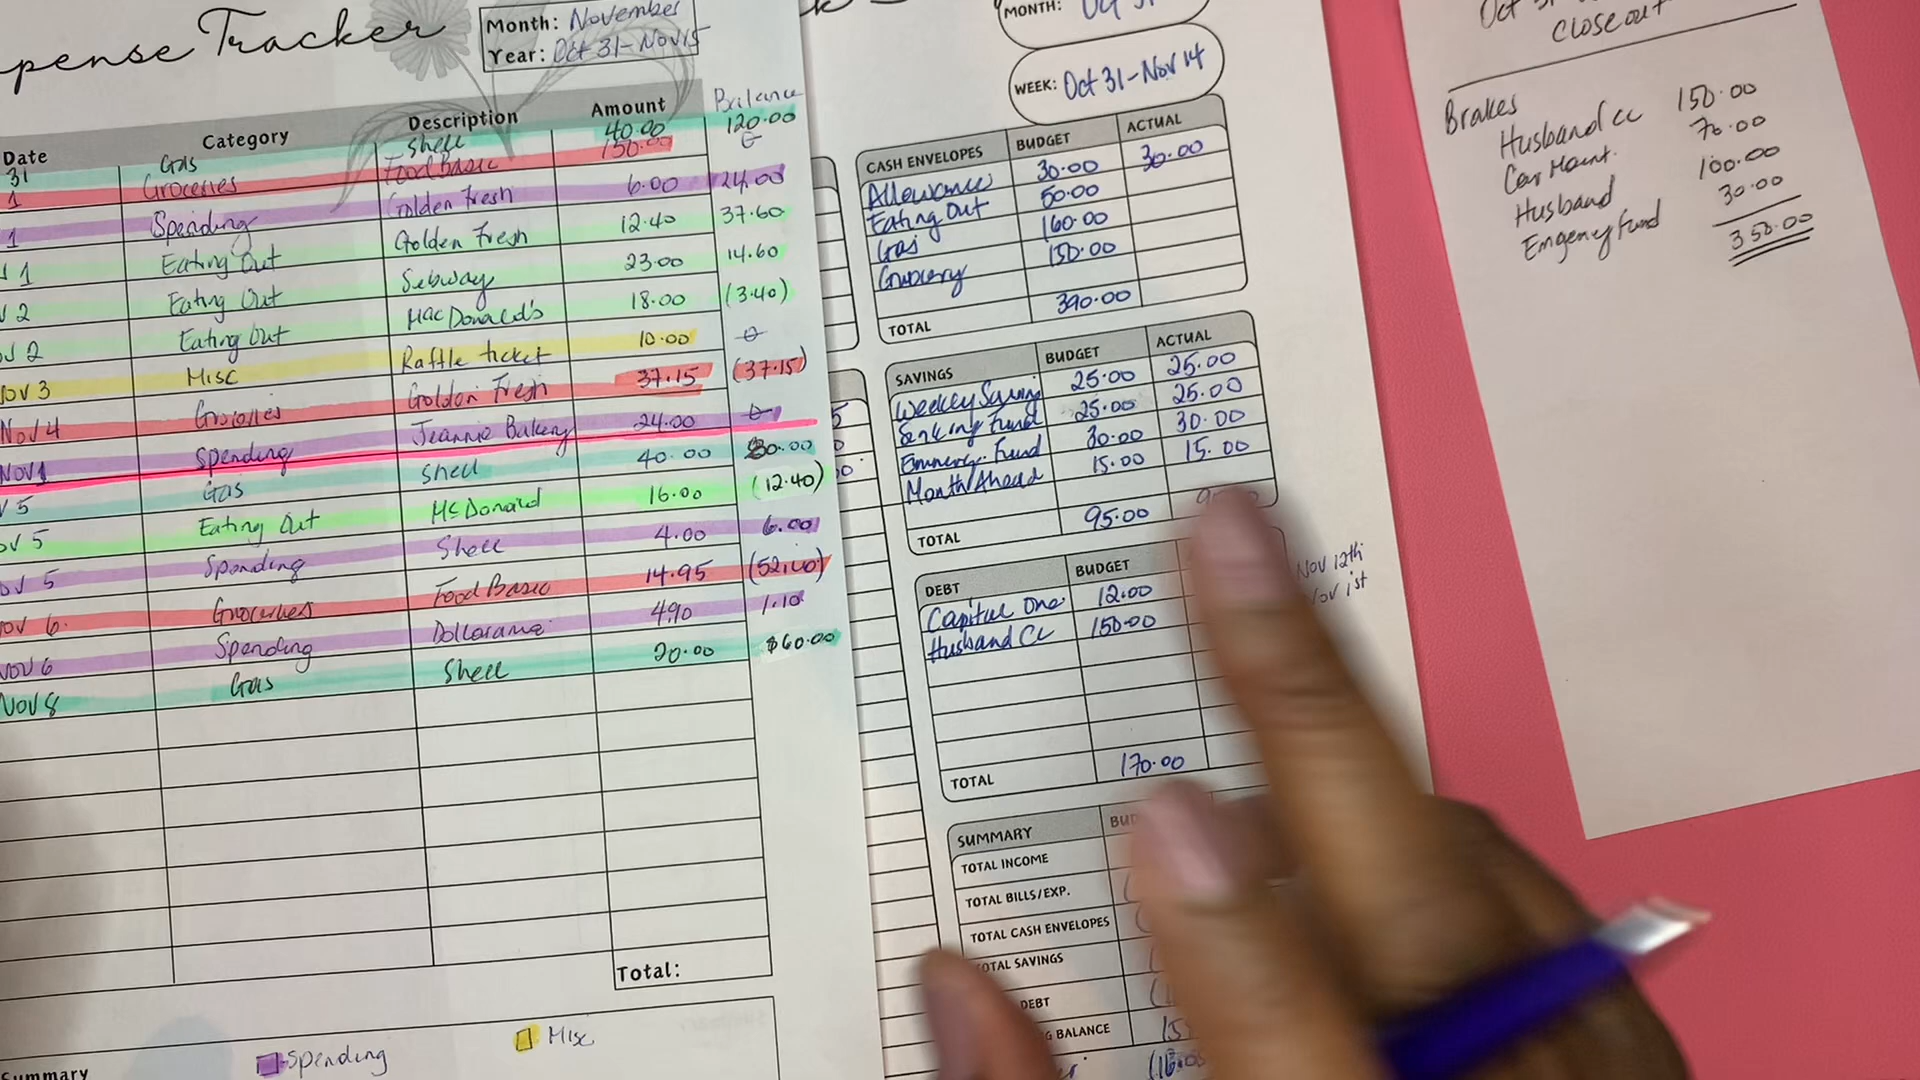 pense Tracker
Month: November
Year: Oct 31-Nov 15
Date Category Description Amount Balance
31 Gas Shell 40.00 120.00
1 Groceries Food Basic 150.00
1 Spending Golden Fresh 6.00 24.00
1 Eating Out Golden Fresh 12.40 37.60
2 Eating Out Subway 23.00 14.60
2 Eating Out MacDonald's 18.00 (3.40)
Nov 3 Misc Raffle ticket 10.00
Nov 4 Groceries Golden Fresh 37.15 (37.15)
Nov 1 Spending Jeannie Bakery 24.00
5 Gas Shell 40.00 80.00
Nov 5 Eating Out McDonald 16.00 (12.40)
5 Spending Shell 4.00 6.00
Nov 6 Groceries Food Basic 14.95
Nov 6 Spending Dollarama 4.90 1.10
Nov 8 Gas Shell 20.00 $60.00
Total:
Summary
Spending
Misc
MONTH: Oct 31
WEEK: Oct 31-Nov 14
CASH ENVELOPES BUDGET ACTUAL
Allowance 30.00 30.00
Eating Out 50.00
Gas 160.00
Grocery 150.00
TOTAL 390.00
SAVINGS BUDGET ACTUAL
Weekly Saving 25.00 25.00
Sinking Fund 25.00 25.00
Emerg. Fund 30.00 30.00
Month Ahead 15.00 15.00
TOTAL 95.00
DEBT BUDGET
Capital One 12.00
Husband CC 150.00
TOTAL 170.00
Nov 12th
Nov 1st
SUMMARY
TOTAL INCOME
TOTAL BILLS/EXP.
TOTAL CASH ENVELOPES
TOTAL SAVINGS
DEBT
BALANCE
Oct 31
Closeout
Brakes
Husband cc 150.00
Car Maint. 70.00
Husband 100.00
Emgency Fund 30.00
350.00